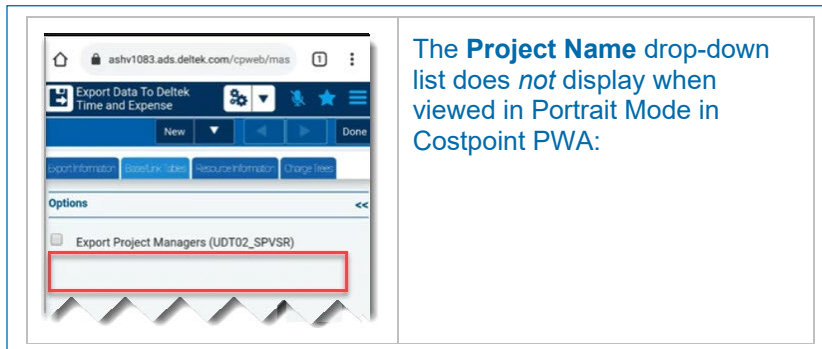 ashv1083.ads.deltek.com/cpweb/mas 1
Export Data To Deltek
Time and Expense
New Done
Export Information Base/Link Tables Resource Information Charge Trees
Options <<
Export Project Managers (UDT02_SPVSR)
The Project Name drop-down
list does not display when
viewed in Portrait Mode in
Costpoint PWA: